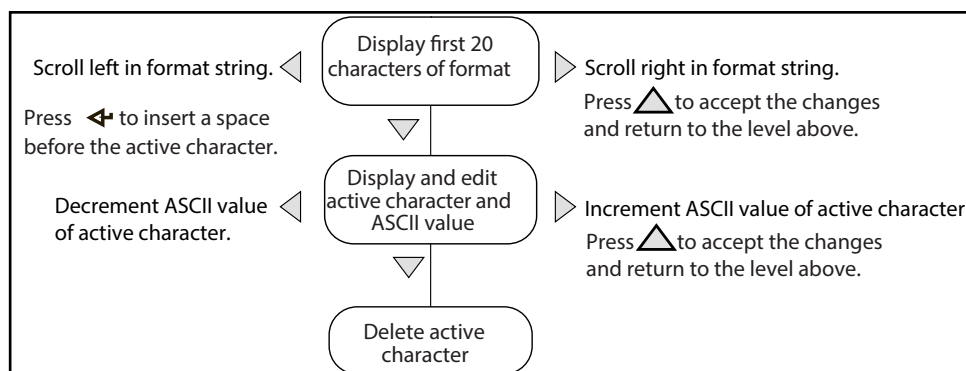 Display first 20
characters of format
Scroll left in format string.
Scroll right in format string.
Press to insert a space
before the active character.
Press to accept the changes
and return to the level above.
Display and edit
active character and
ASCII value
Decrement ASCII value
of active character.
Increment ASCII value of active character
Press to accept the changes
and return to the level above.
Delete active
character